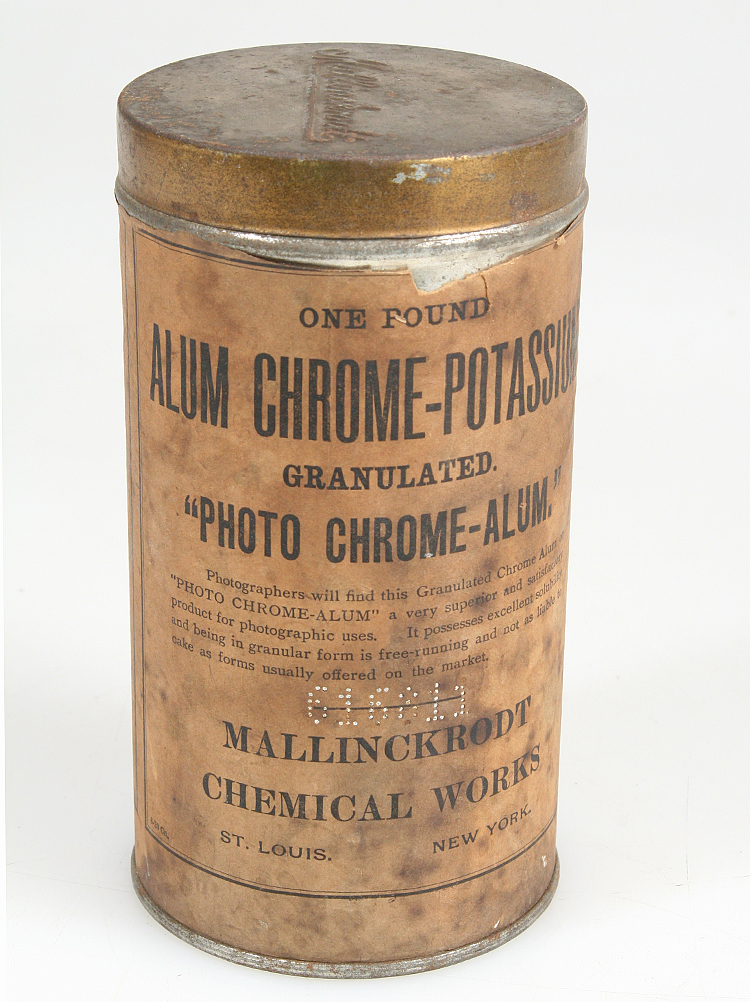 Mallinckrodt
ONE POUND
ALUM CHROME-POTASSIUM
GRANULATED.
"PHOTO CHROME-ALUM."
Photographers will find this Granulated Chrome Alum or
"PHOTO CHROME-ALUM" a very superior and satisfactory
product for photographic uses. It possesses excellent solubility
and being in granular form is free-running and not as liable to
cake as forms usually offered on the market.
MALLINCKRODT
CHEMICAL WORKS
ST. LOUIS. NEW YORK.